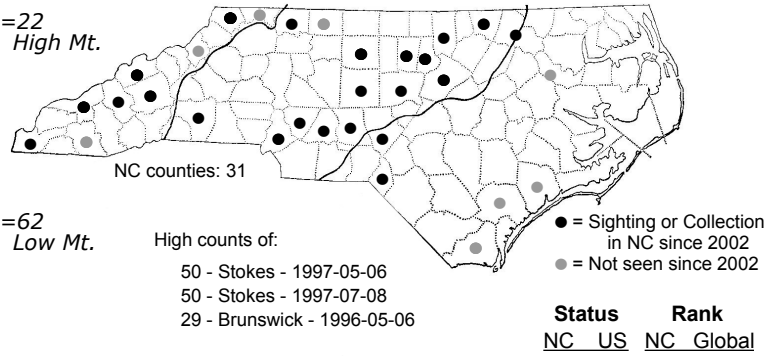 =22
High Mt.
NC counties: 31
=62
Low Mt.
High counts of:
50 - Stokes - 1997-05-06
50 - Stokes - 1997-07-08
29 - Brunswick - 1996-05-06
= Sighting or Collection
in NC since 2002
= Not seen since 2002
Status Rank
NC US NC Global